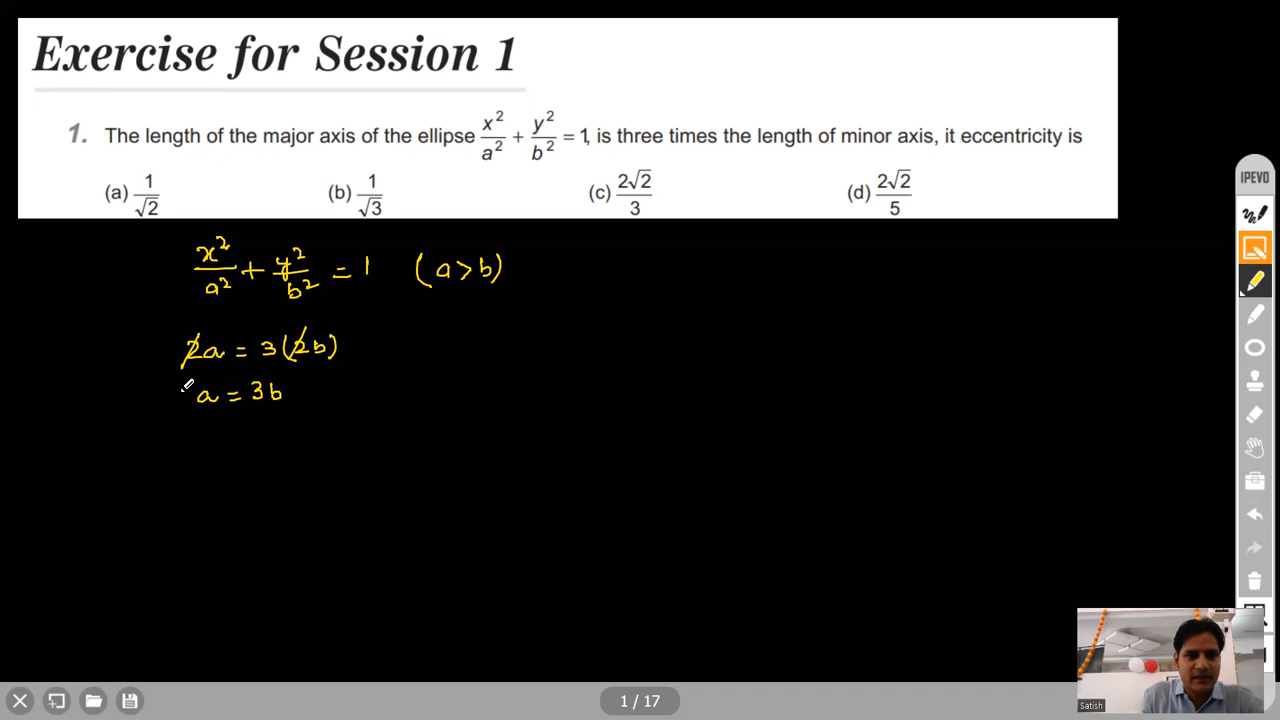 Exercise for Session 1
1. The length of the major axis of the ellipse x²/a² + y²/b² = 1, is three times the length of minor axis, it eccentricity is
(a) 1/√2 (b) 1/√3 (c) 2√2/3 (d) 2√2/5
x²/a² + y²/b² = 1 (a > b)
2a = 3(2b)
a = 3b
IPEVO
Satish
1 / 17